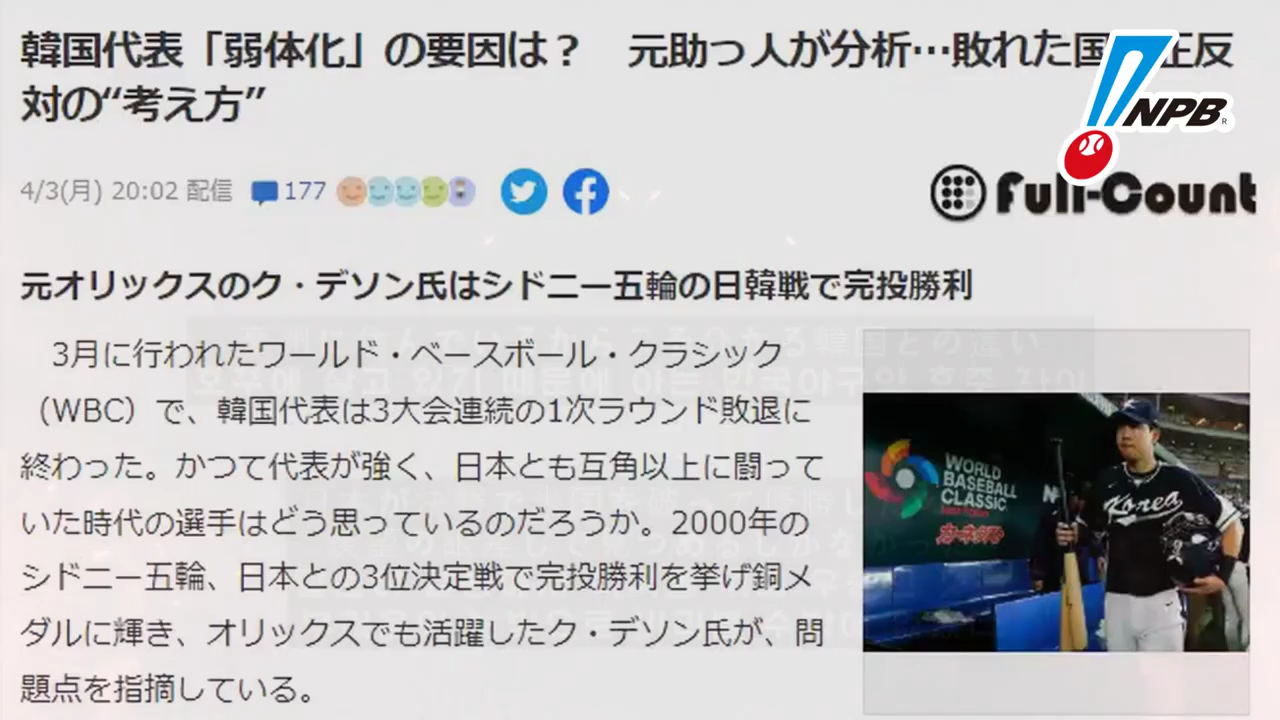 韓国代表「弱体化」の要因は？　元助っ人が分析…敗れた国 正反
対の“考え方”
4/3(月) 20:02 配信 177
NPB
Full-Count
元オリックスのク・デソン氏はシドニー五輪の日韓戦で完投勝利
3月に行われたワールド・ベースボール・クラシック
（WBC）で、韓国代表は3大会連続の1次ラウンド敗退に
終わった。かつて代表が強く、日本とも互角以上に闘って
いた時代の選手はどう思っているのだろうか。2000年の
シドニー五輪、日本との3位決定戦で完投勝利を挙げ銅メ
ダルに輝き、オリックスでも活躍したク・デソン氏が、問
題点を指摘している。
WORLD
BASEBALL
CLASSIC
Korea